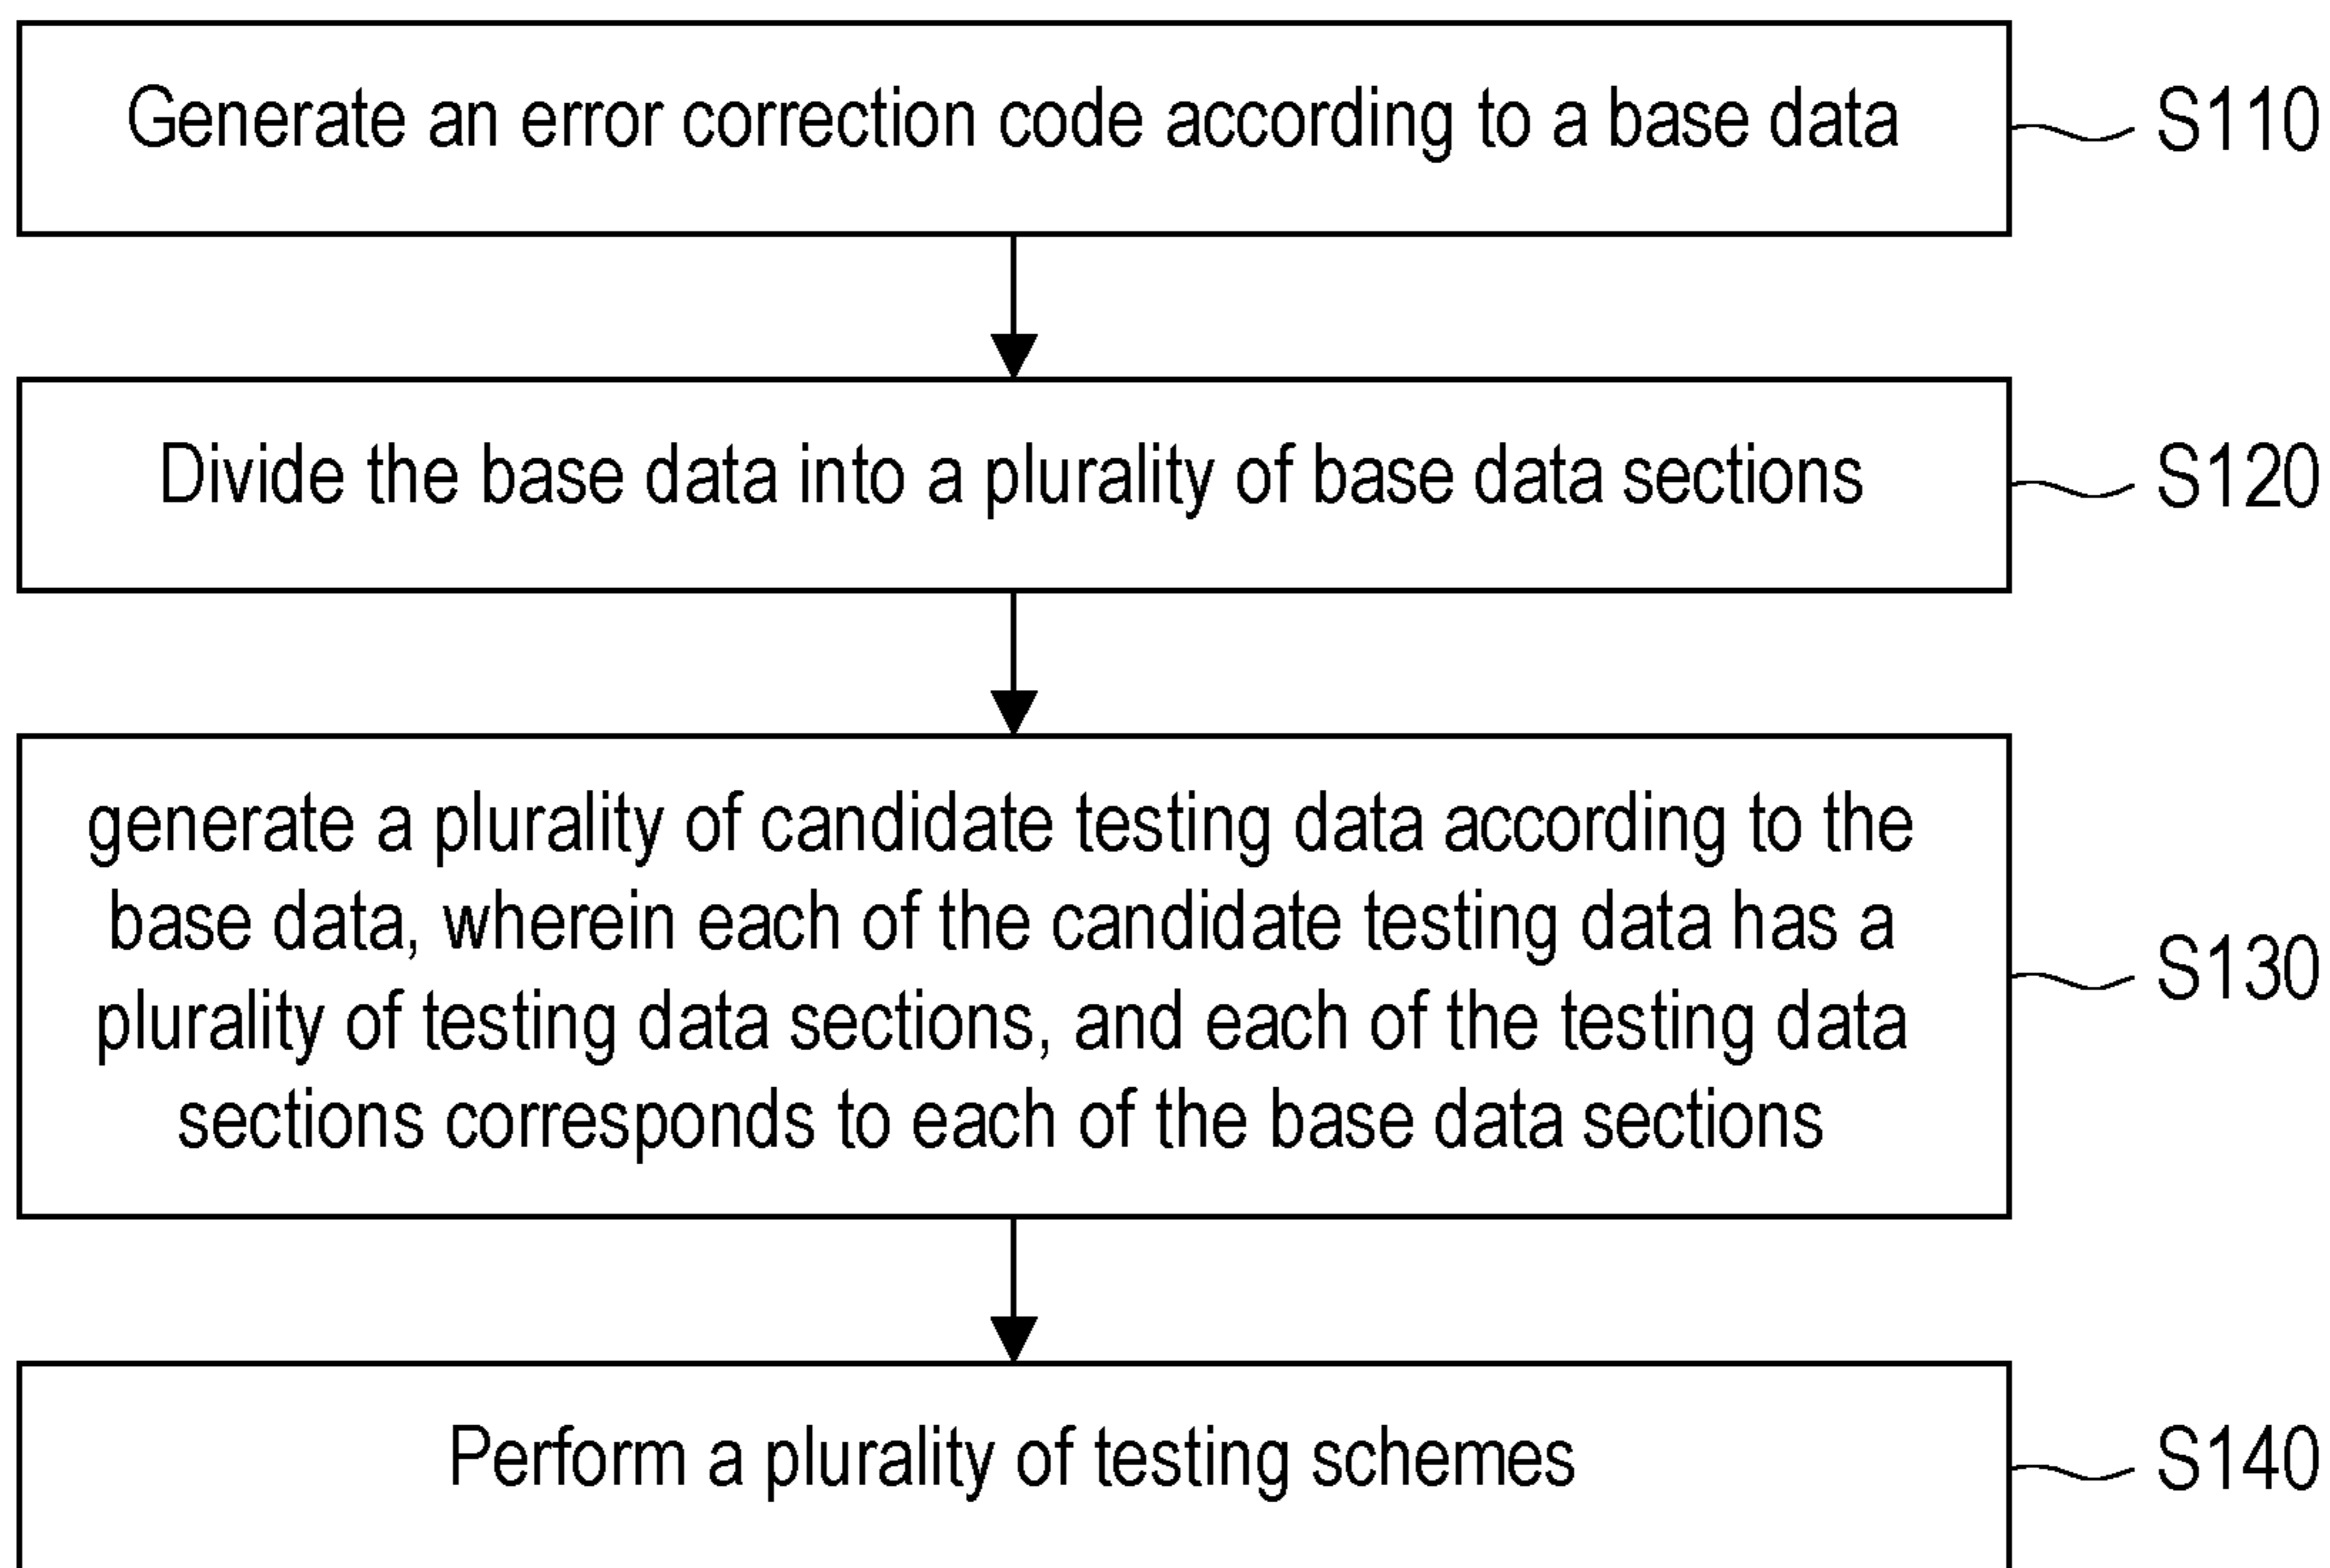 Generate an error correction code according to a base data
S110
Divide the base data into a plurality of base data sections
S120
generate a plurality of candidate testing data according to the
base data, wherein each of the candidate testing data has a
plurality of testing data sections, and each of the testing data
sections corresponds to each of the base data sections
S130
Perform a plurality of testing schemes
S140